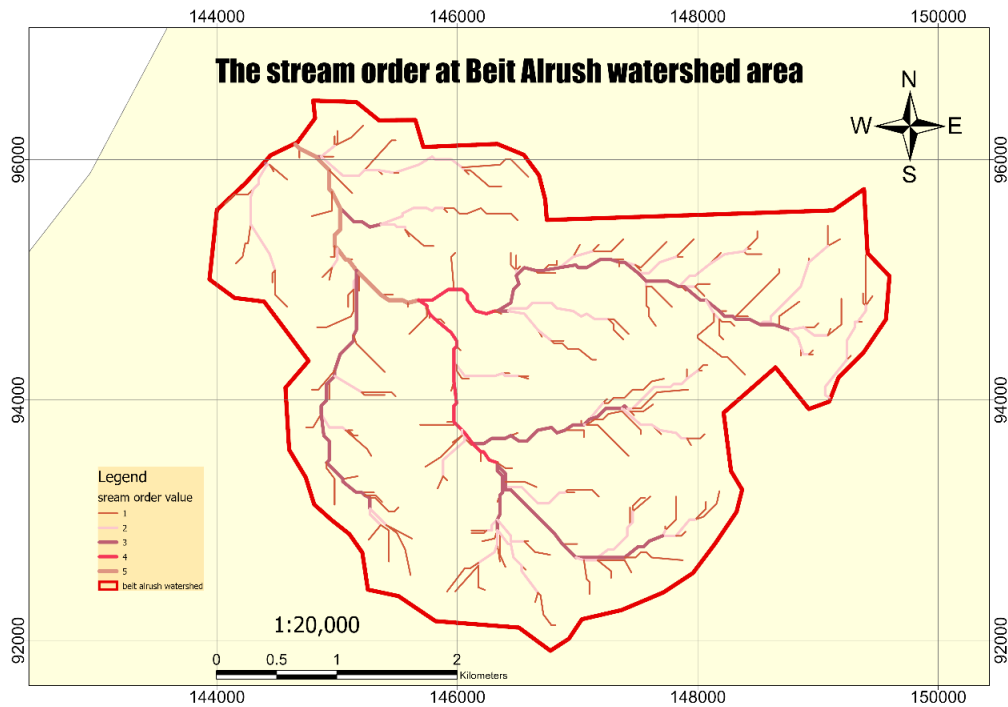 144000
146000
148000
150000
The stream order at Beit Alrush watershed area
N
W
E
S
96000
96000
94000
94000
92000
92000
Legend
sream order value
1
2
3
4
5
beit alrush watershed
1:20,000
0 0.5 1 2
Kilometers
144000
146000
148000
150000